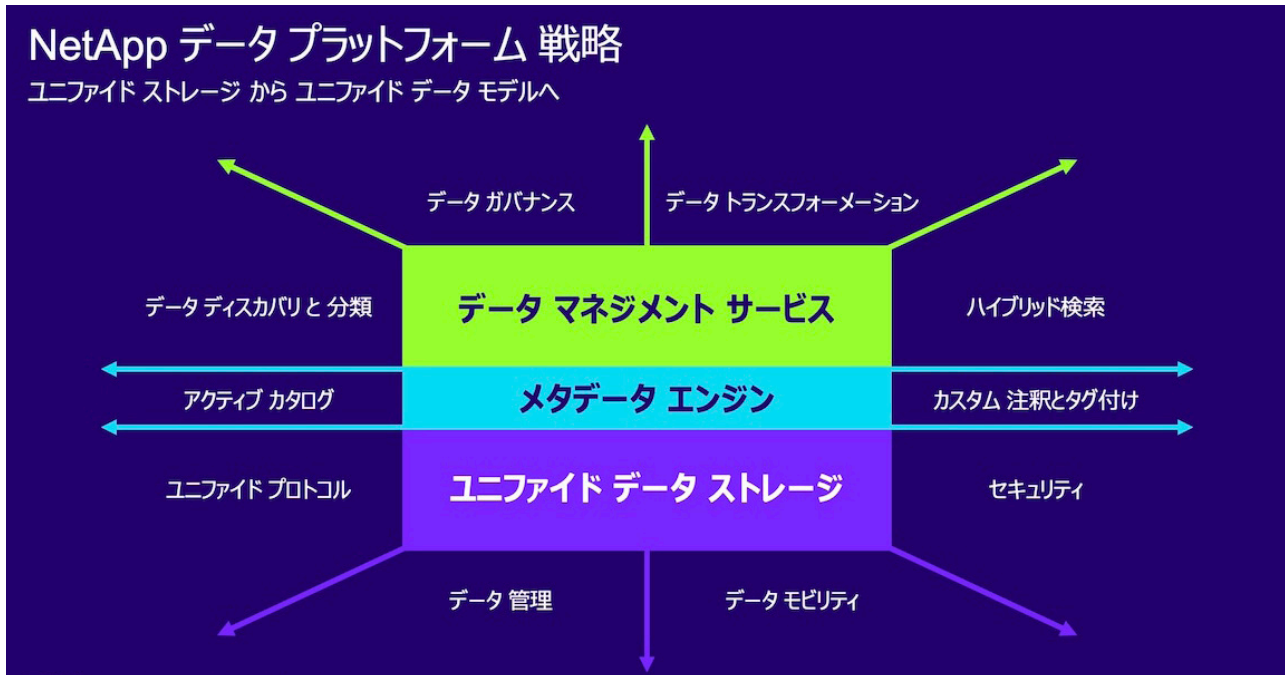 NetApp データ プラットフォーム 戦略
ユニファイド ストレージ から ユニファイド データ モデルへ
データ ガバナンス
データ トランスフォーメーション
データ ディスカバリ と 分類
データ マネジメント サービス
ハイブリッド検索
アクティブ カタログ
メタデータ エンジン
カスタム 注釈とタグ付け
ユニファイド プロトコル
ユニファイド データ ストレージ
セキュリティ
データ 管理
データ モビリティ